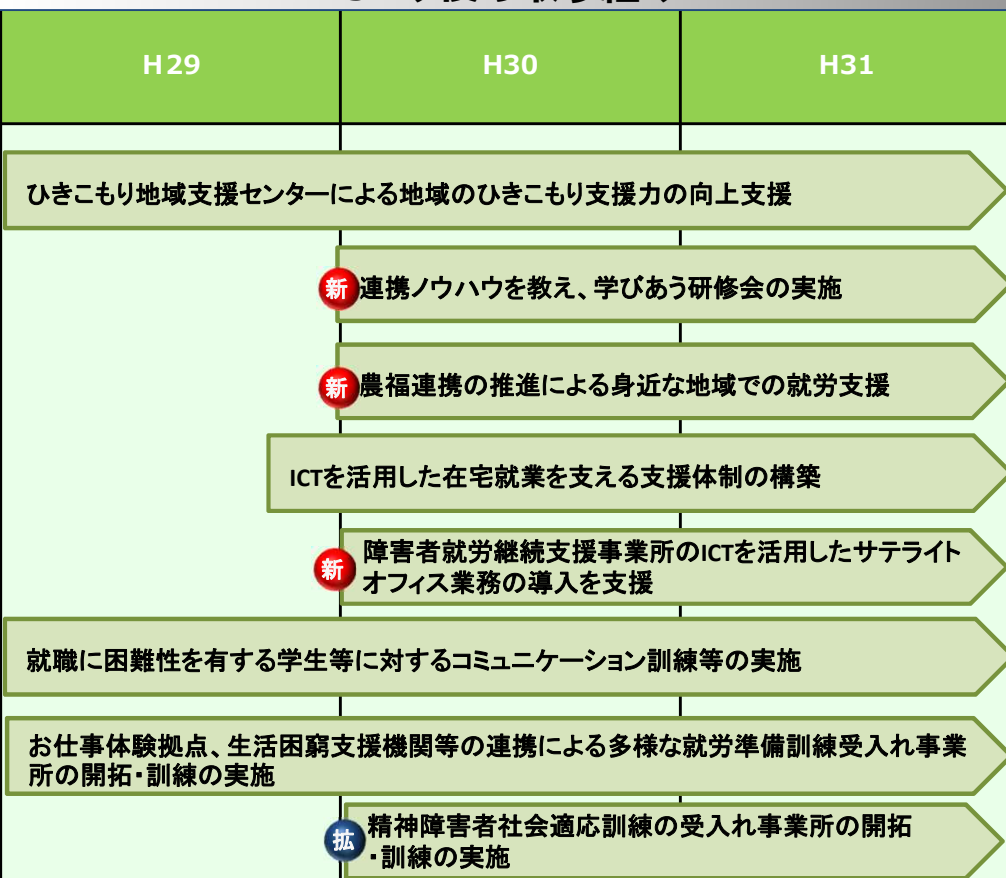 H29
H30
H31
ひきこもり地域支援センターによる地域のひきこもり支援力の向上支援
新
連携ノウハウを教え、学びあう研修会の実施
新
農福連携の推進による身近な地域での就労支援
ICTを活用した在宅就業を支える支援体制の構築
新
障害者就労継続支援事業所のICTを活用したサテライト
オフィス業務の導入を支援
就職に困難性を有する学生等に対するコミュニケーション訓練等の実施
お仕事体験拠点、生活困窮支援機関等の連携による多様な就労準備訓練受入れ事業
所の開拓・訓練の実施
拡
精神障害者社会適応訓練の受入れ事業所の開拓
・訓練の実施